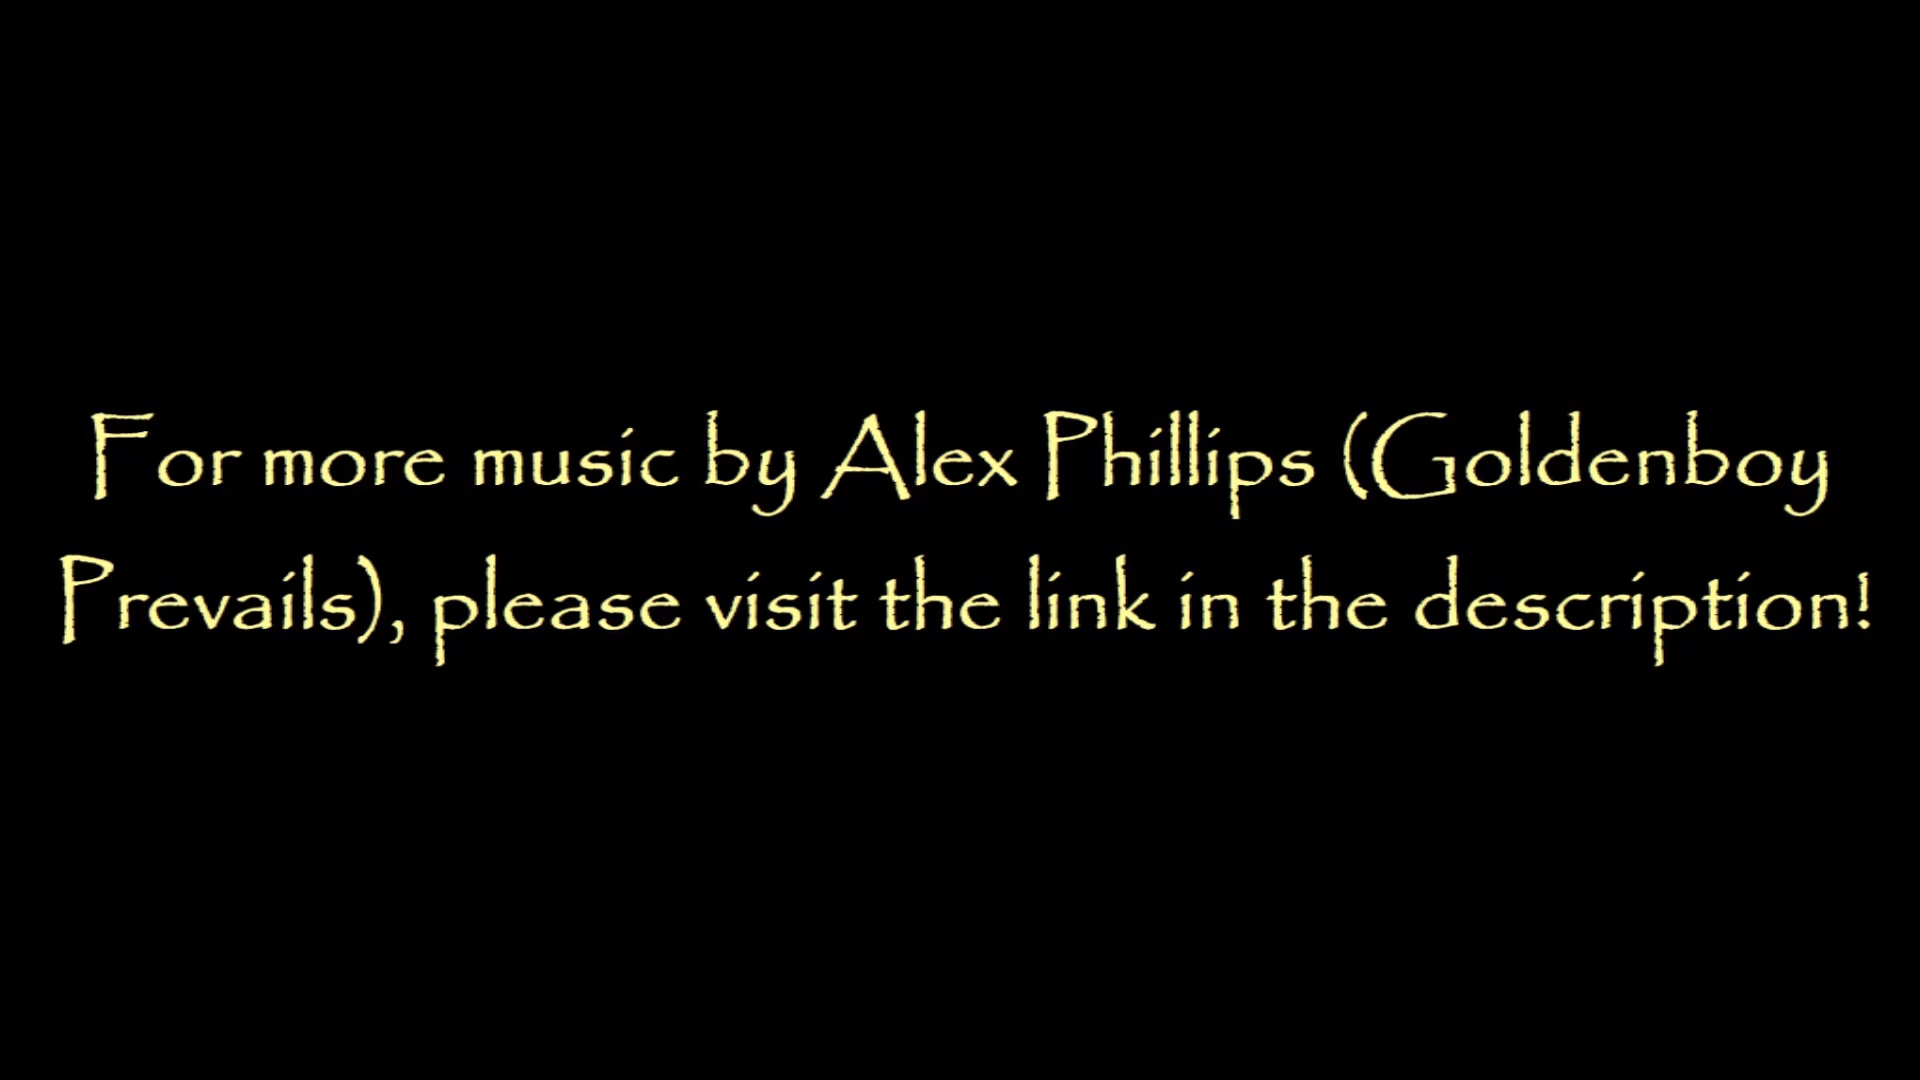 For more music by Alex Phillips (Goldenboy
Prevails), please visit the link in the description!